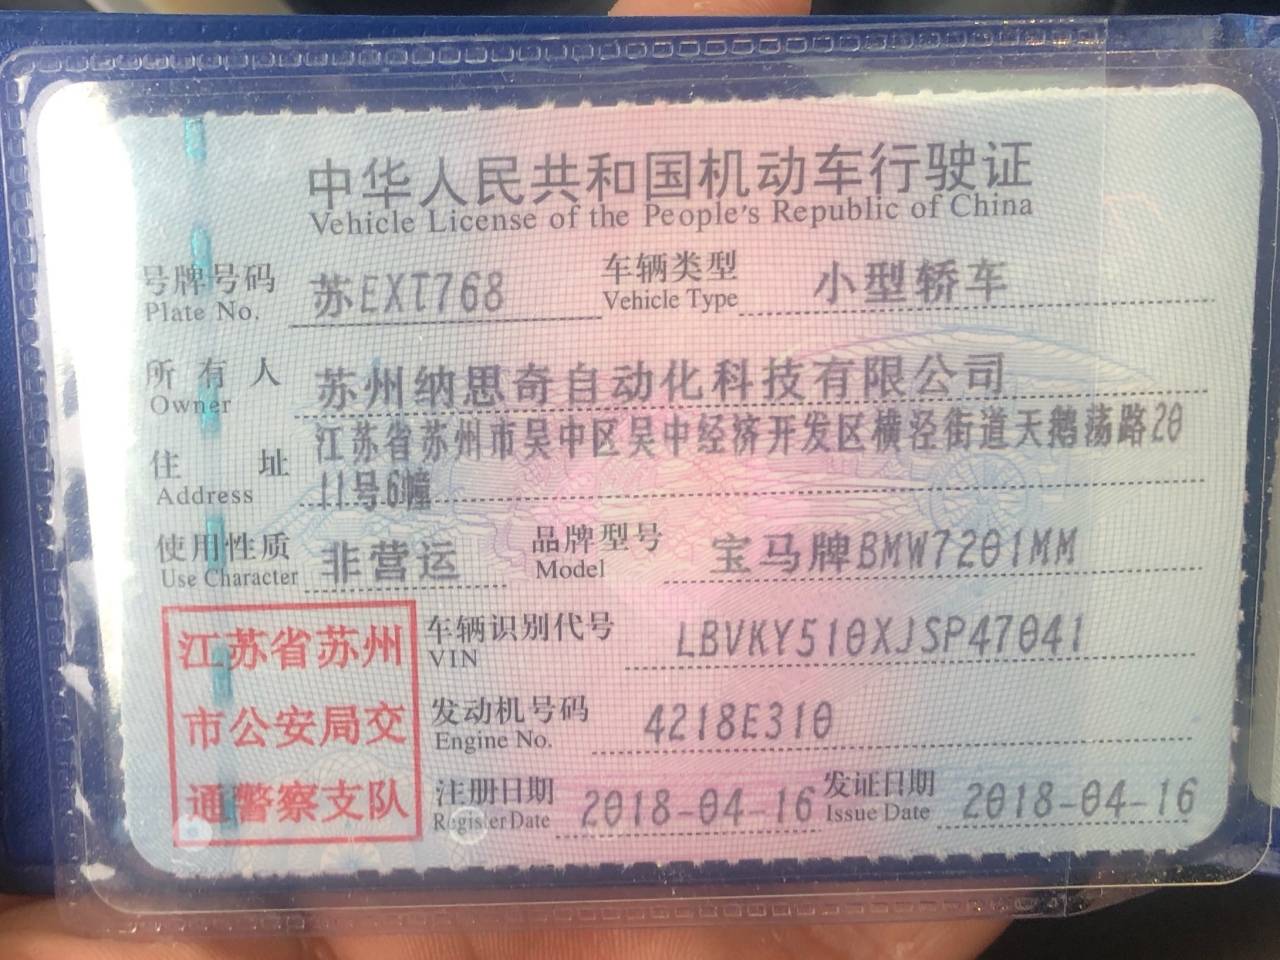 中华人民共和国机动车行驶证
Vehicle License of the People's Republic of China
号牌号码 苏EXT768 车辆类型 小型轿车
Plate No. Vehicle Type
所有人 苏州纳思奇自动化科技有限公司
Owner
住址 江苏省苏州市吴中区吴中经济开发区横泾街道天鹅荡路20
Address 11号6幢
使用性质 非营运 品牌型号 宝马牌BMW7201MM
Use Character Model
江苏省苏州
市公安局交
通警察支队
车辆识别代号 LBVKY510XJSP47041
VIN
发动机号码 4218E310
Engine No.
注册日期 2018-04-16 发证日期 2018-04-16
Register Date Issue Date